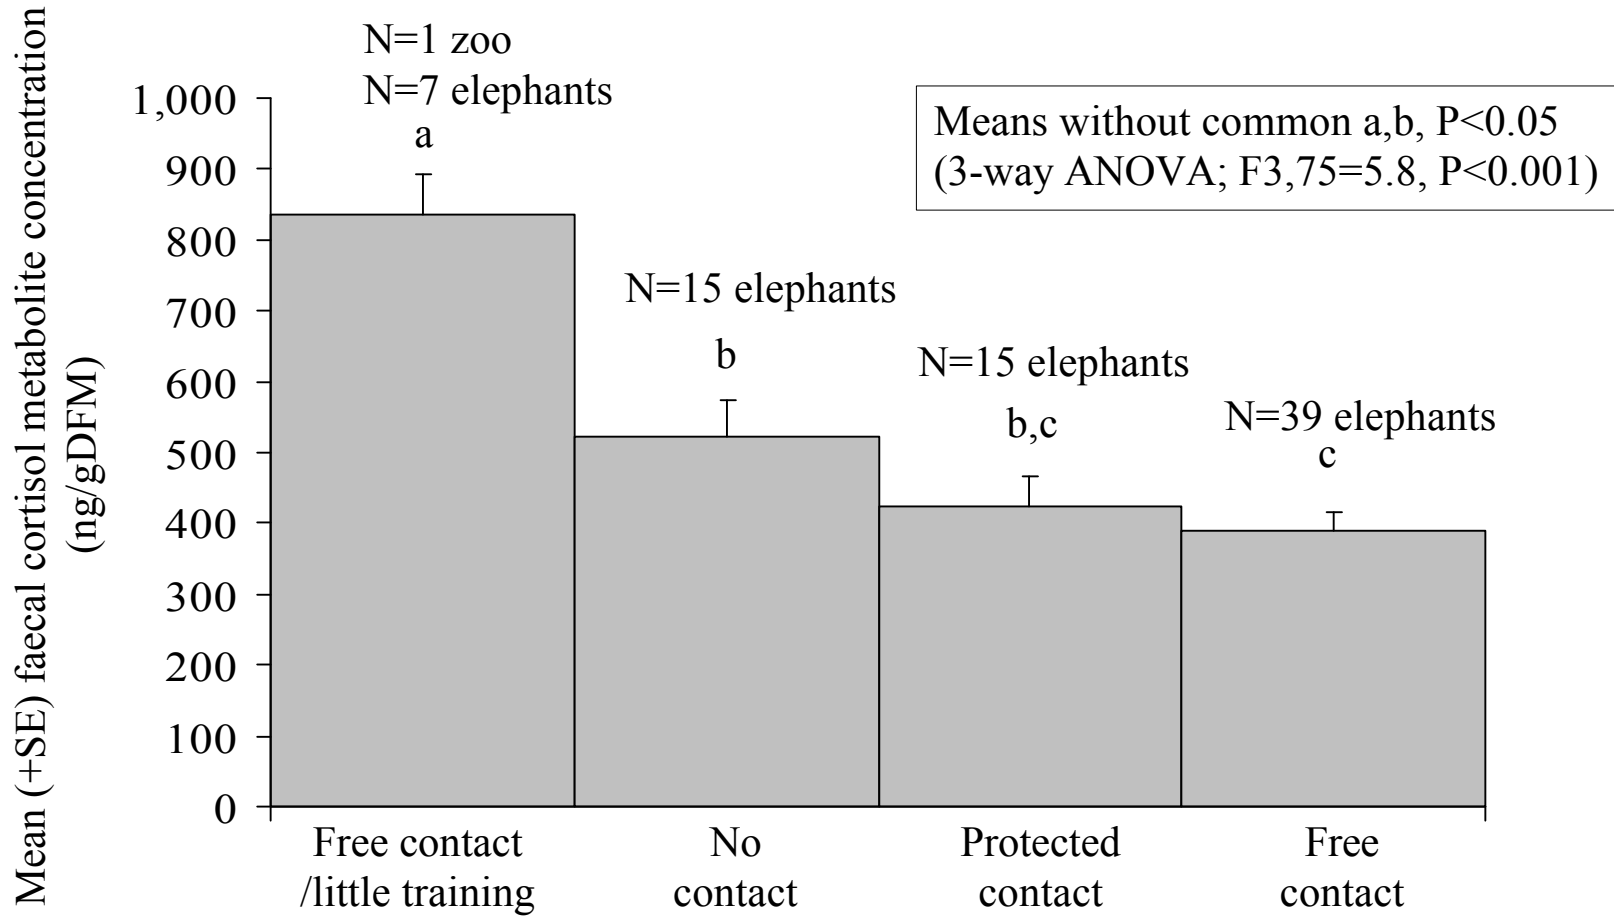 Mean (+SE) faecal cortisol metabolite concentration
(ng/gDFM)
1,000
900
800
700
600
500
400
300
200
100
0
N=1 zoo
N=7 elephants
a
N=15 elephants
b
N=15 elephants
b,c
N=39 elephants
c
Means without common a,b, P<0.05
(3-way ANOVA; F3,75=5.8, P<0.001)
Free contact
/little training
No
contact
Protected
contact
Free
contact